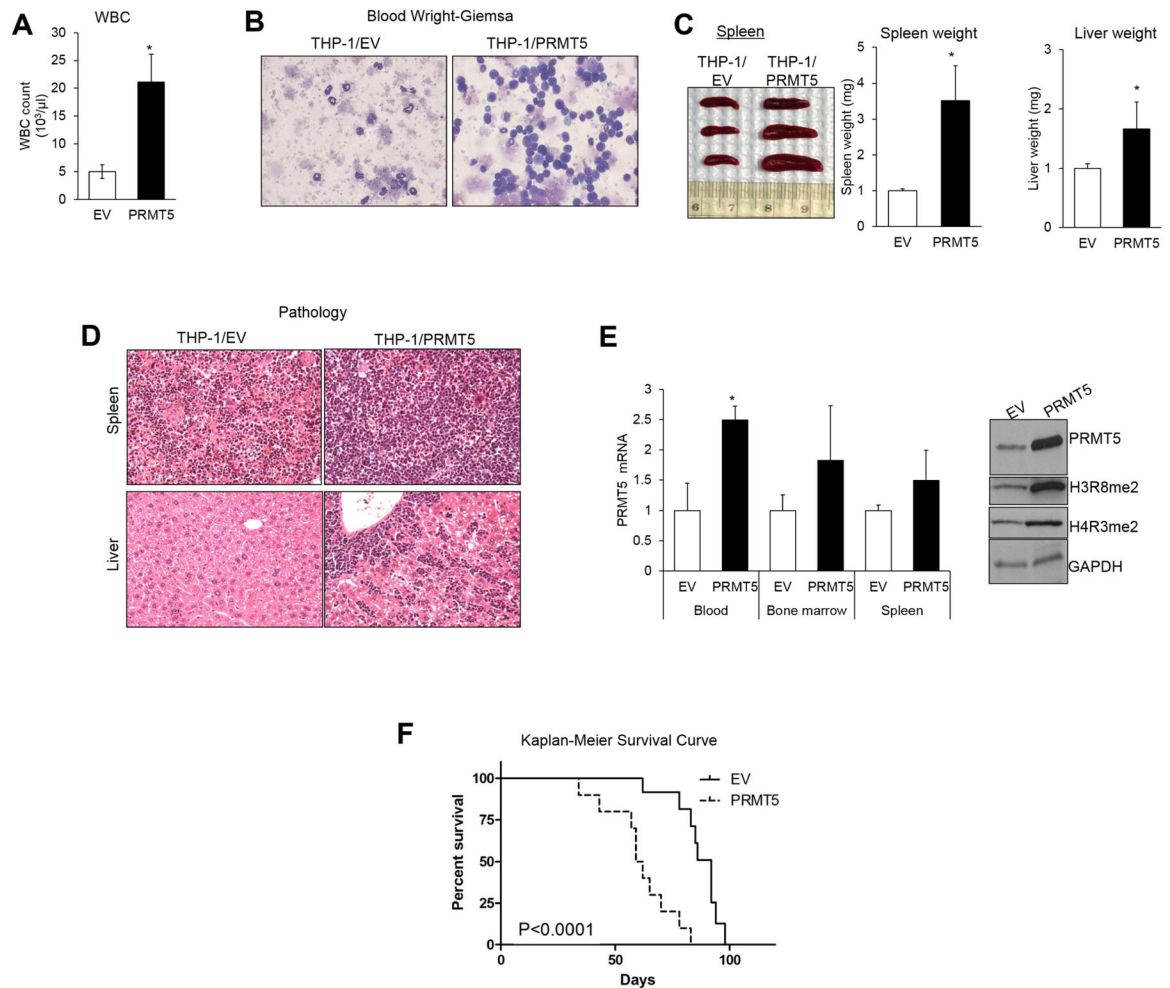 A
WBC
WBC count
(10³/µl)
30
25
20
15
10
5
0
*
EV PRMT5
B
Blood Wright-Giemsa
THP-1/EV THP-1/PRMT5
C
Spleen
THP-1/
EV
THP-1/
PRMT5
6 7 8 9
Spleen weight
Spleen weight (mg)
5
4
3
2
1
0
*
EV PRMT5
Liver weight
Liver weight (mg)
3
2
1
0
*
EV PRMT5
D
Pathology
THP-1/EV THP-1/PRMT5
Spleen
Liver
E
PRMT5 mRNA
3
2.5
2
1.5
1
0.5
0
*
EV PRMT5 EV PRMT5 EV PRMT5
Blood Bone marrow Spleen
EV PRMT5
PRMT5
H3R8me2
H4R3me2
GAPDH
F
Kaplan-Meier Survival Curve
Percent survival
100
75
50
25
0
EV
PRMT5
P<0.0001
0 50 100
Days